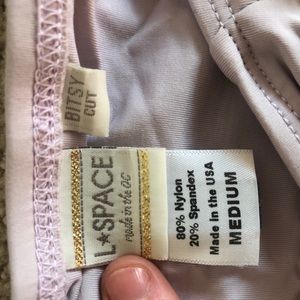 BITSY
CUT
L★SPACE
made in the OC
80% Nylon
20% Spandex
Made in the USA
MEDIUM